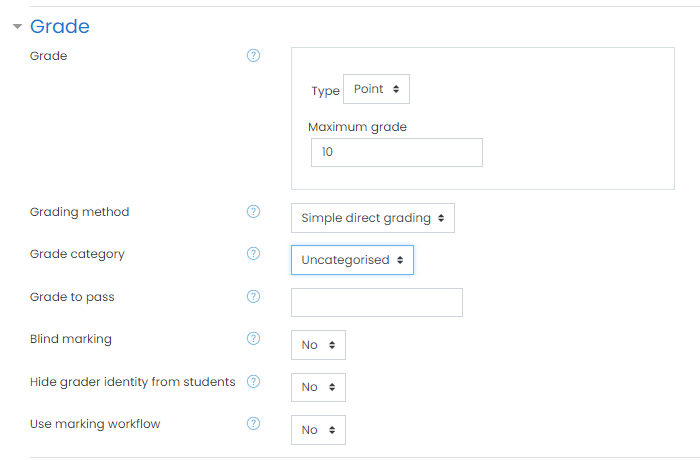 Grade
Grade
Type Point
Maximum grade
10
Grading method
Simple direct grading
Grade category
Uncategorised
Grade to pass
Blind marking
No
Hide grader identity from students
No
Use marking workflow
No